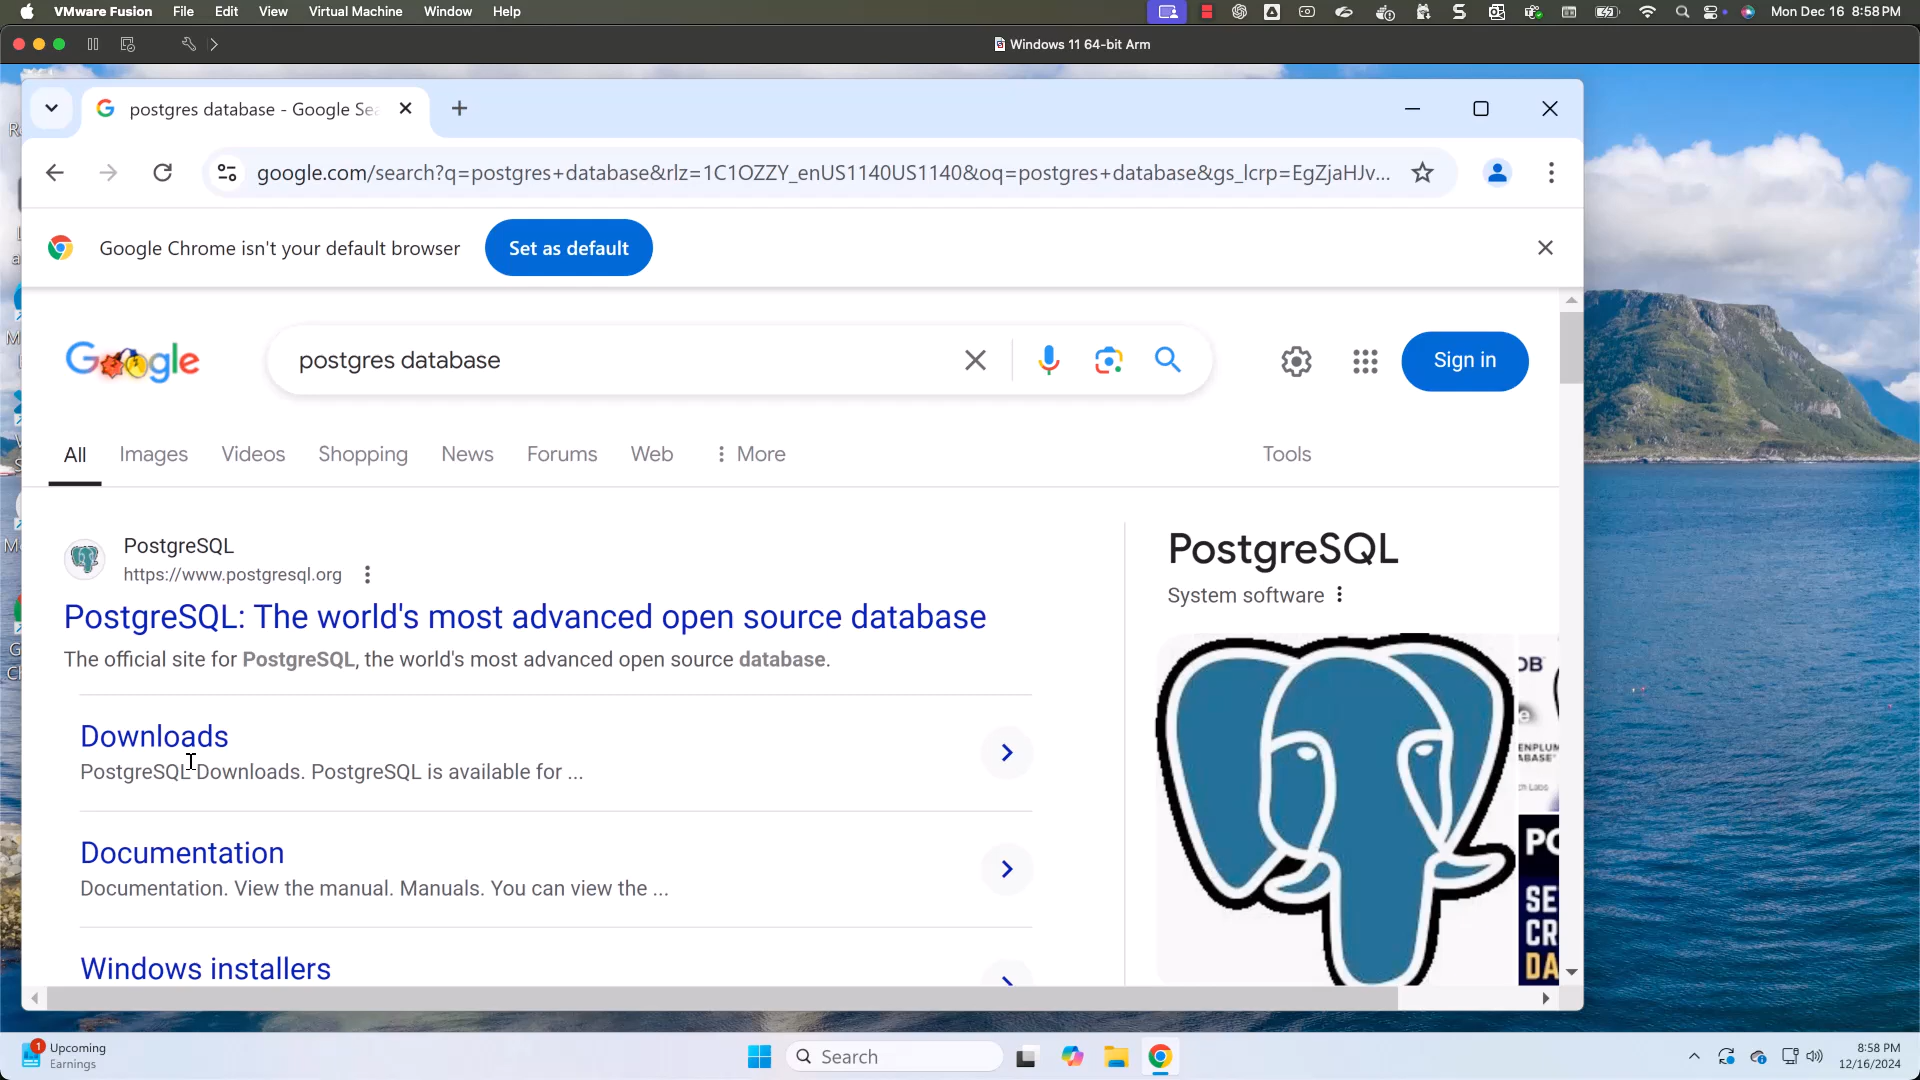 VMware Fusion File Edit View Virtual Machine Window Help Mon Dec 16 8:58 PM
Windows 11 64-bit Arm
postgres database - Google Sea
google.com/search?q=postgres+database&rlz=1C1OZZY_enUS1140US1140&oq=postgres+database&gs_lcrp=EgZjaHJv...
Google Chrome isn't your default browser Set as default
Google postgres database Sign in
All Images Videos Shopping News Forums Web More Tools
PostgreSQL
https://www.postgresql.org
PostgreSQL: The world's most advanced open source database
The official site for PostgreSQL, the world's most advanced open source database.
Downloads
PostgreSQL Downloads. PostgreSQL is available for ...
Documentation
Documentation. View the manual. Manuals. You can view the ...
Windows installers
PostgreSQL
System software
SE
CR
DA
1 Upcoming
Earnings
Search
8:58 PM
12/16/2024